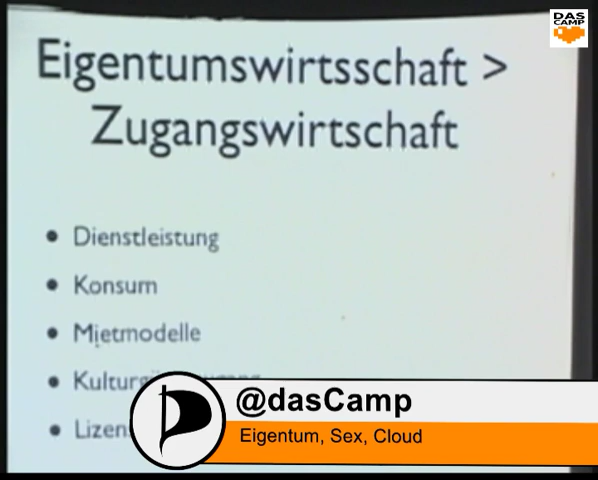 DAS
CAMP
Eigentumswirtsschaft >
Zugangswirtschaft
• Dienstleistung
• Konsum
• Mietmodelle
@dasCamp
Eigentum, Sex, Cloud